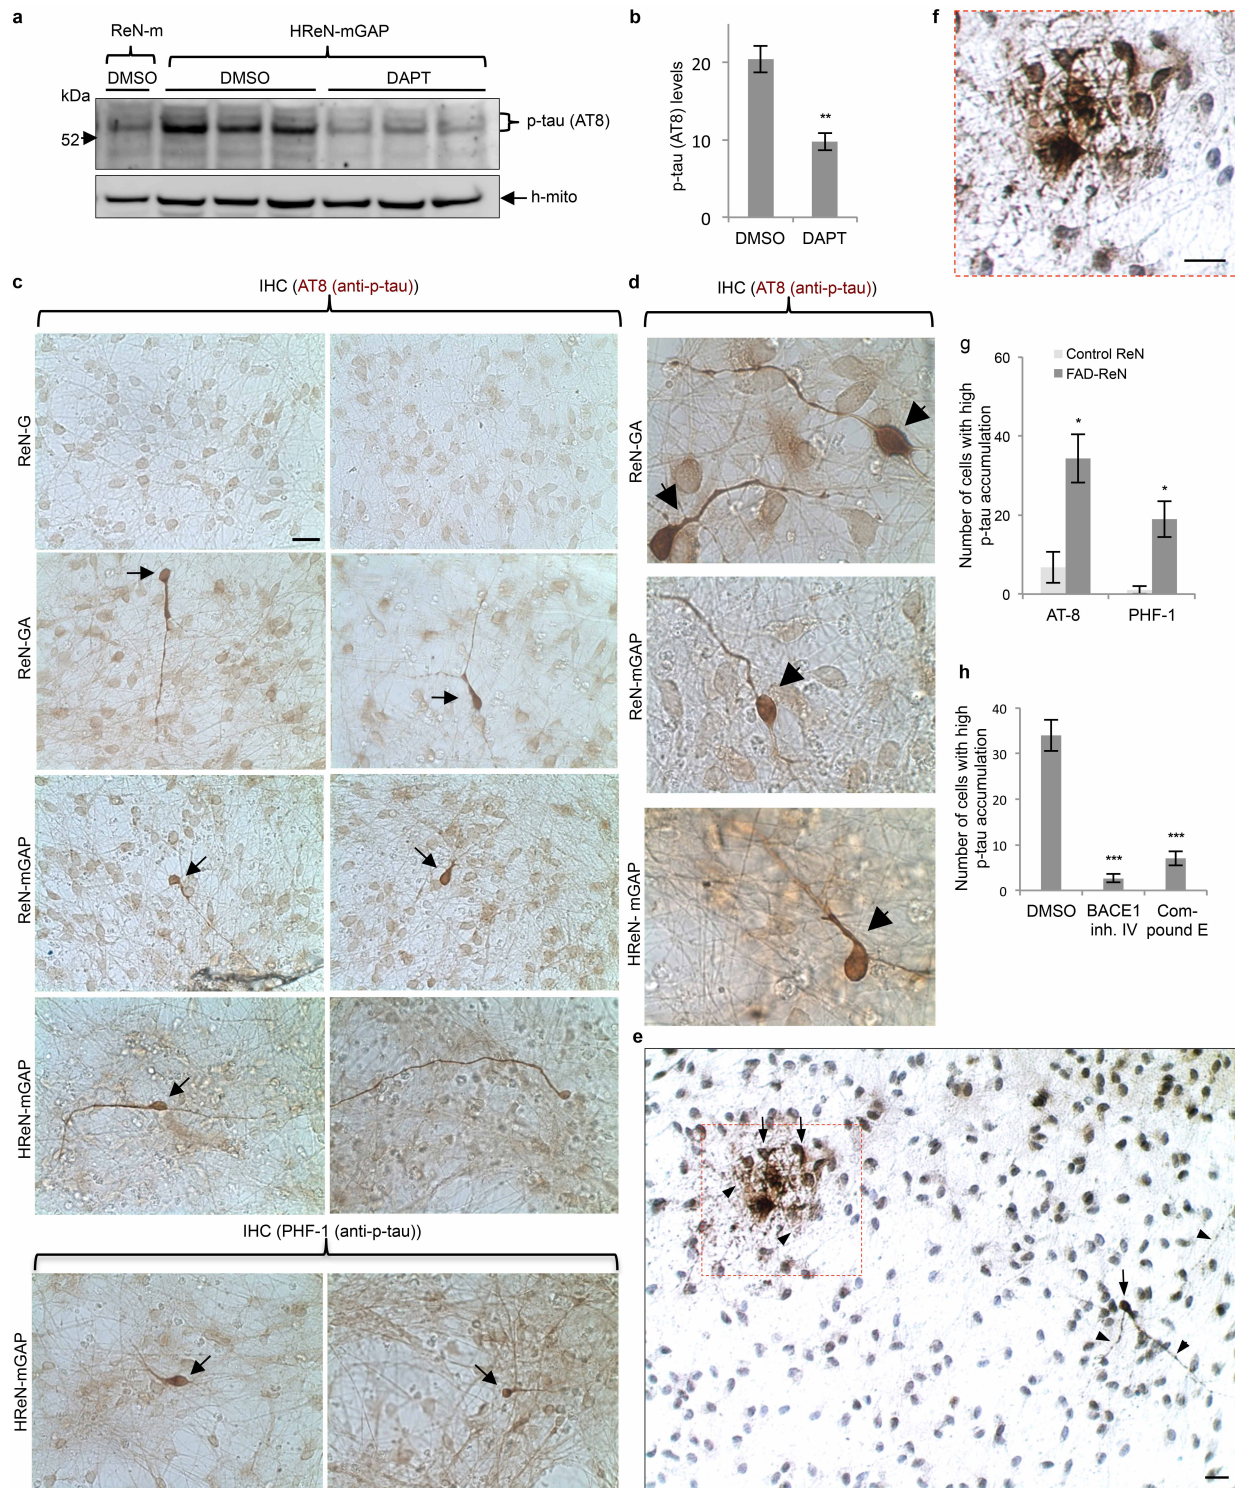 a
ReN-m
HReN-mGAP
DMSO
DMSO
DAPT
kDa
52
p-tau (AT8)
h-mito
b
p-tau (AT8) levels
20
10
0
**
DMSO
DAPT
f
c
IHC (AT8 (anti-p-tau))
ReN-G
ReN-GA
ReN-mGAP
HReN-mGAP
IHC (PHF-1 (anti-p-tau))
HReN-mGAP
d
IHC (AT8 (anti-p-tau))
ReN-GA
ReN-mGAP
HReN- mGAP
g
Number of cells with high
p-tau accumulation
60
40
20
0
Control ReN
FAD-ReN
*
*
AT-8
PHF-1
h
Number of cells with high
p-tau accumulation
40
30
20
10
0
***
***
DMSO
BACE1
inh. IV
Com-
pound E
e